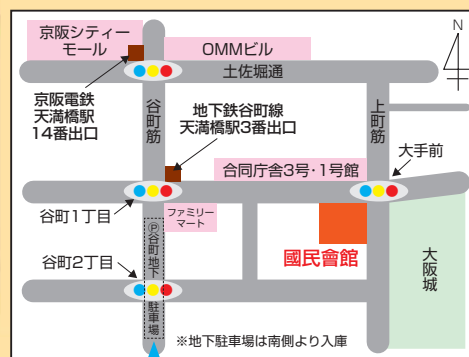 京阪シティー
モール
OMMビル
N
土佐堀通
京阪電鉄
天満橋駅
14番出口
谷町筋
地下鉄谷町線
天満橋駅3番出口
上町筋
大手前
合同庁舎3号・1号館
谷町1丁目
ファミリー
マート
Ⓟ谷町地下駐車場
國民會館
大阪城
谷町2丁目
※地下駐車場は南側より入庫